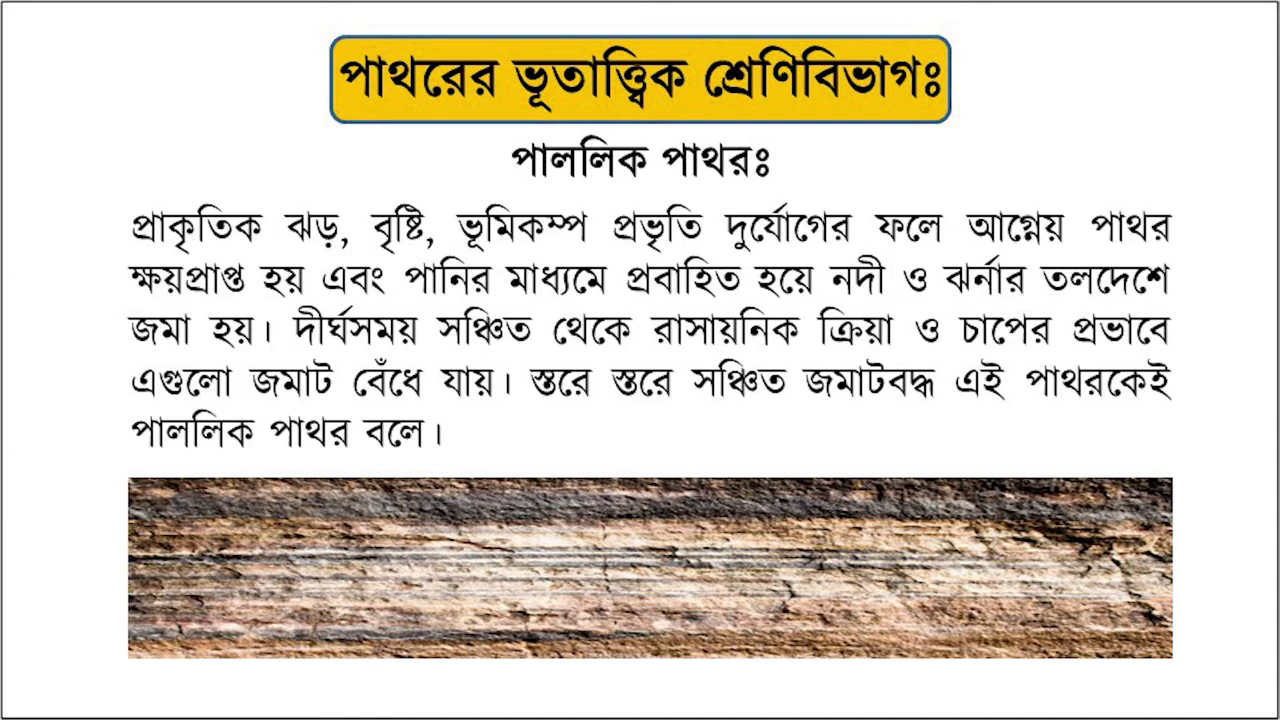 পাথরের ভূতাত্ত্বিক শ্রেণিবিভাগঃ
পাললিক পাথরঃ
প্রাকৃতিক ঝড়, বৃষ্টি, ভূমিকম্প প্রভৃতি দুর্যোগের ফলে আগ্নেয় পাথর
ক্ষয়প্রাপ্ত হয় এবং পানির মাধ্যমে প্রবাহিত হয়ে নদী ও ঝর্নার তলদেশে
জমা হয়। দীর্ঘসময় সঞ্চিত থেকে রাসায়নিক ক্রিয়া ও চাপের প্রভাবে
এগুলো জমাট বেঁধে যায়। স্তরে স্তরে সঞ্চিত জমাটবদ্ধ এই পাথরকেই
পাললিক পাথর বলে।